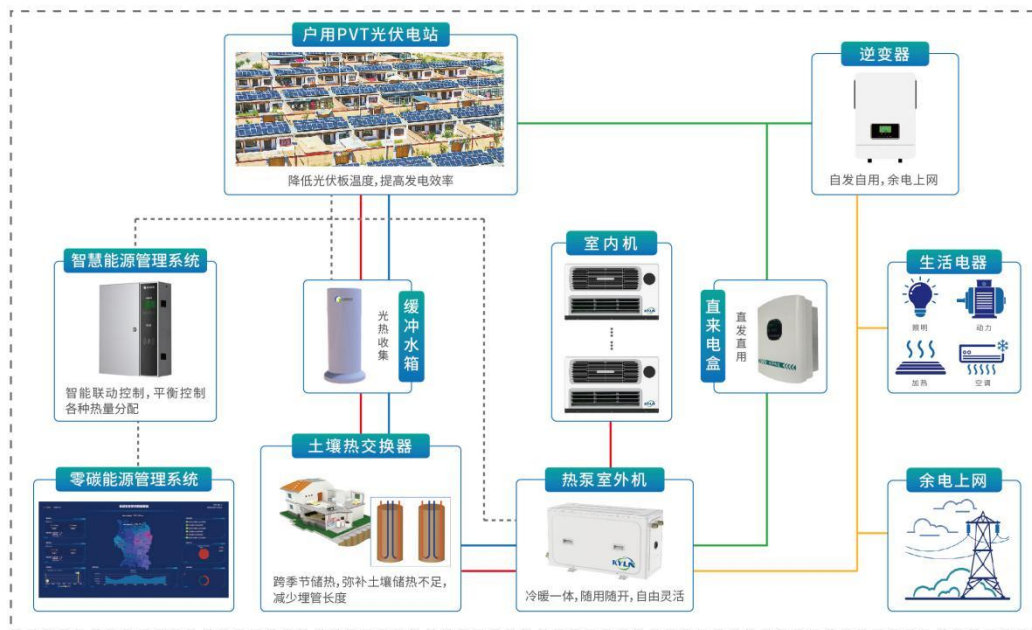 户用PVT光伏电站
降低光伏板温度，提高发电效率
逆变器
自发自用，余电上网
智慧能源管理系统
智能联动控制，平衡控制
各种热量分配
光热收集
缓冲水箱
室内机
KYLN
直来电盒
直发直用
生活电器
照明
动力
加热
空调
零碳能源管理系统
土壤热交换器
跨季节储热，弥补土壤储热不足，
减少埋管长度
热泵室外机
KYLN
冷暖一体，随用随开，自由灵活
余电上网